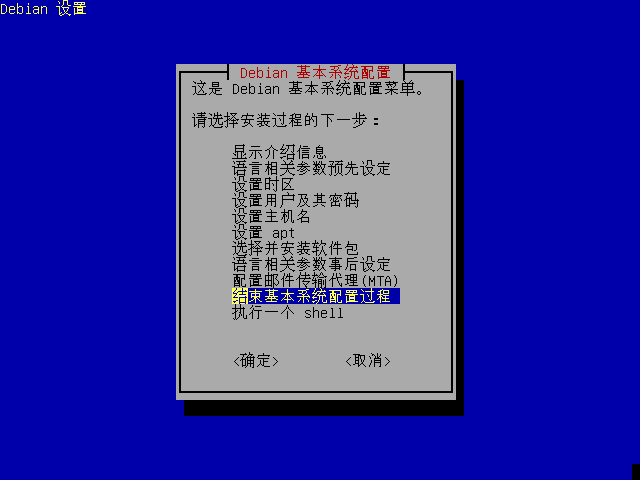 Debian 设置
Debian 基本系统配置
这是 Debian 基本系统配置菜单。
请选择安装过程的下一步：
显示介绍信息
语言相关参数预先设定
设置时区
设置用户及其密码
设置主机名
设置 apt
选择并安装软件包
语言相关参数事后设定
配置邮件传输代理(MTA)
结束基本系统配置过程
执行一个 shell
<确定> <取消>